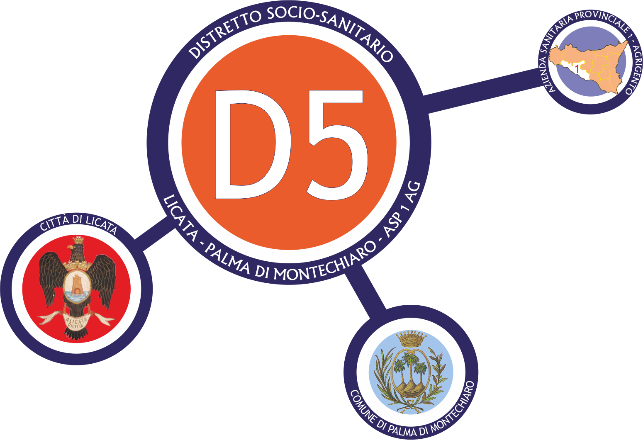 DISTRETTO SOCIO-SANITARIO
D5
LICATA - PALMA DI MONTECHIARO - ASP 1 AG
AZIENDA SANITARIA PROVINCIALE 1 - AGRIGENTO
1
CITTÀ DI LICATA
COMUNE DI PALMA DI MONTECHIARO